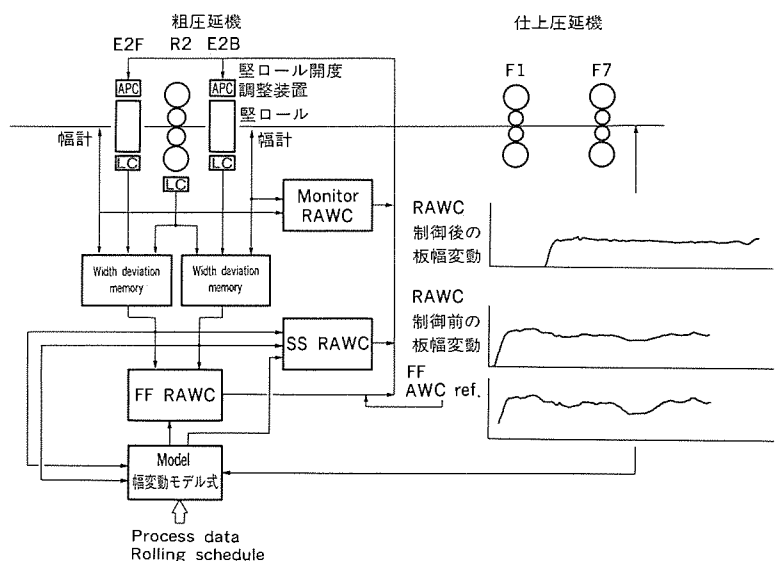 粗圧延機
仕上圧延機
E2F R2 E2B
F1 F7
竪ロール開度
APC APC 調整装置
竪ロール
幅計 幅計
LC LC
LC
Monitor
RAWC
RAWC
制御後の
板幅変動
Width deviation
memory
Width deviation
memory
RAWC
制御前の
板幅変動
SS RAWC
FF
AWC ref.
FF RAWC
Model
幅変動モデル式
Process data
Rolling schedule